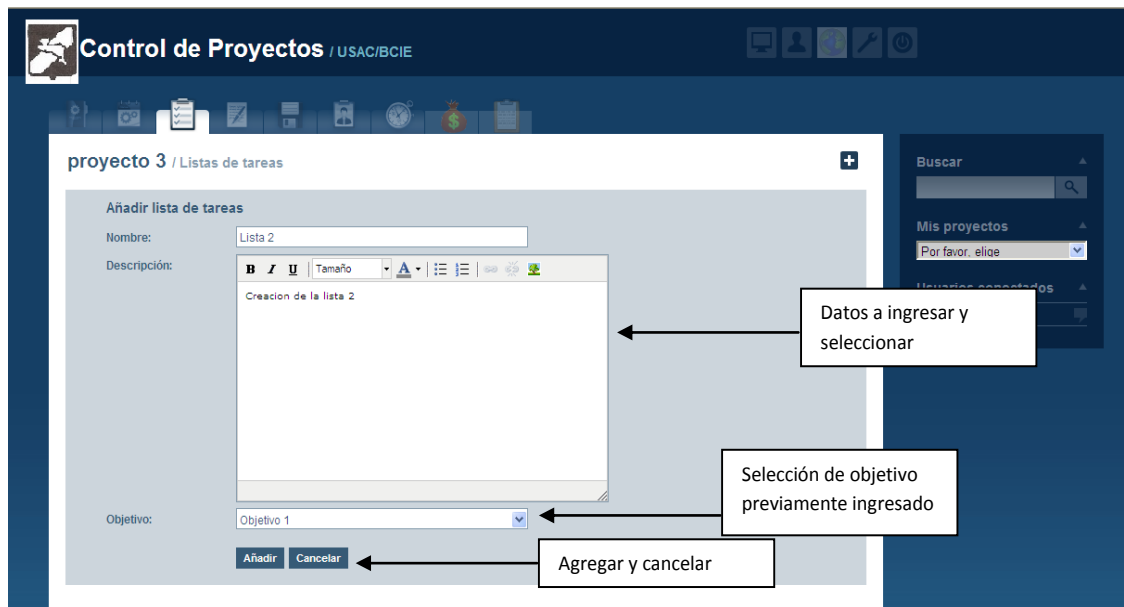 Control de Proyectos / USAC/BCIE
proyecto 3 / Listas de tareas
Añadir lista de tareas
Nombre:
Lista 2
Descripción:
B I U Tamaño A
Creacion de la lista 2
Objetivo:
Objetivo 1
Añadir Cancelar
Buscar
Mis proyectos
Por favor, elige
Usuarios conectados
Datos a ingresar y
seleccionar
Selección de objetivo
previamente ingresado
Agregar y cancelar